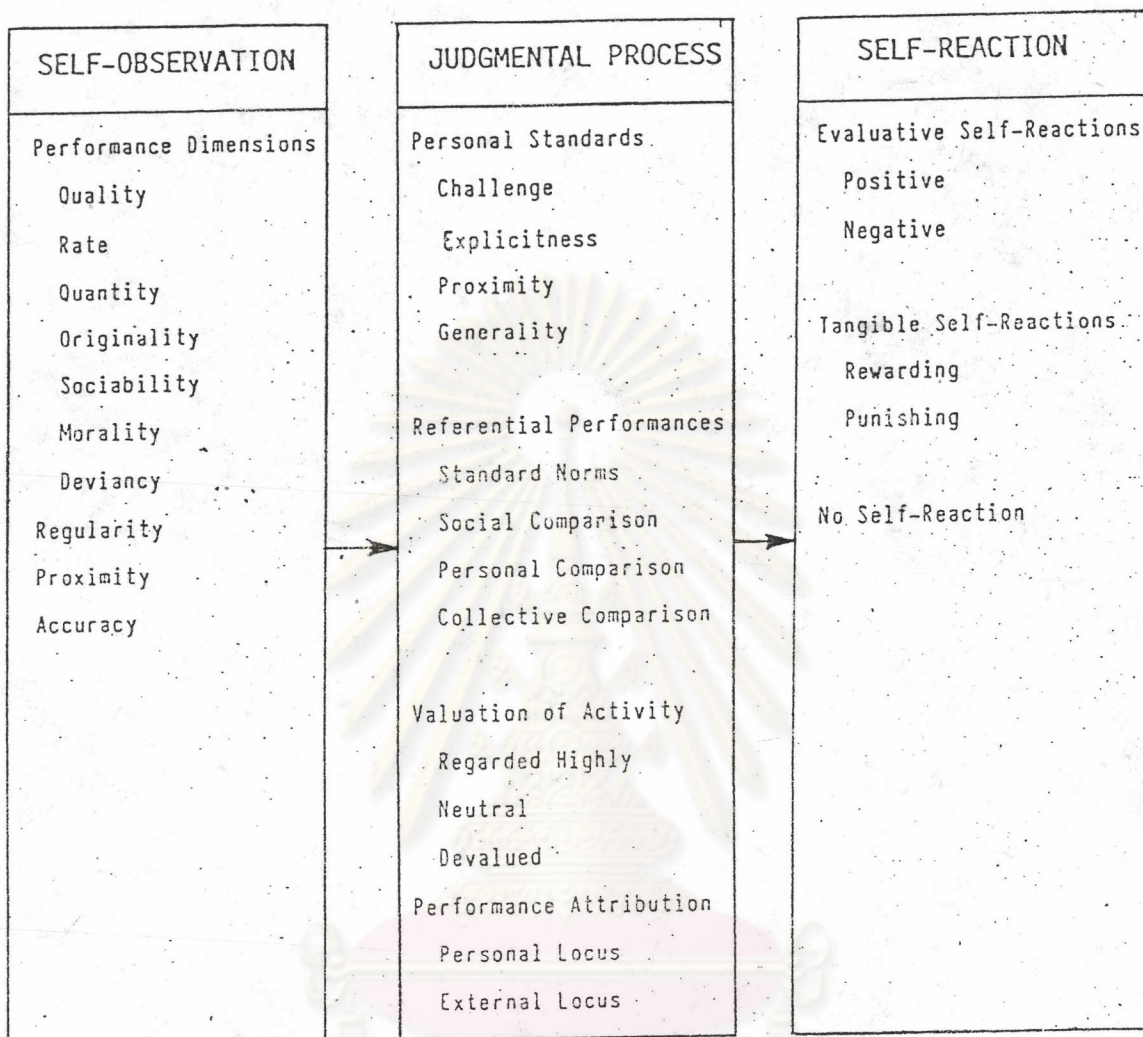 SELF-OBSERVATION
Performance Dimensions
Quality
Rate
Quantity
Originality
Sociability
Morality
Deviancy
Regularity
Proximity
Accuracy
JUDGMENTAL PROCESS
Personal Standards
Challenge
Explicitness
Proximity
Generality
Referential Performances
Standard Norms
Social Comparison
Personal Comparison
Collective Comparison
Valuation of Activity
Regarded Highly
Neutral
Devalued
Performance Attribution
Personal Locus
External Locus
SELF-REACTION
Evaluative Self-Reactions
Positive
Negative
Tangible Self-Reactions
Rewarding
Punishing
No Self-Reaction